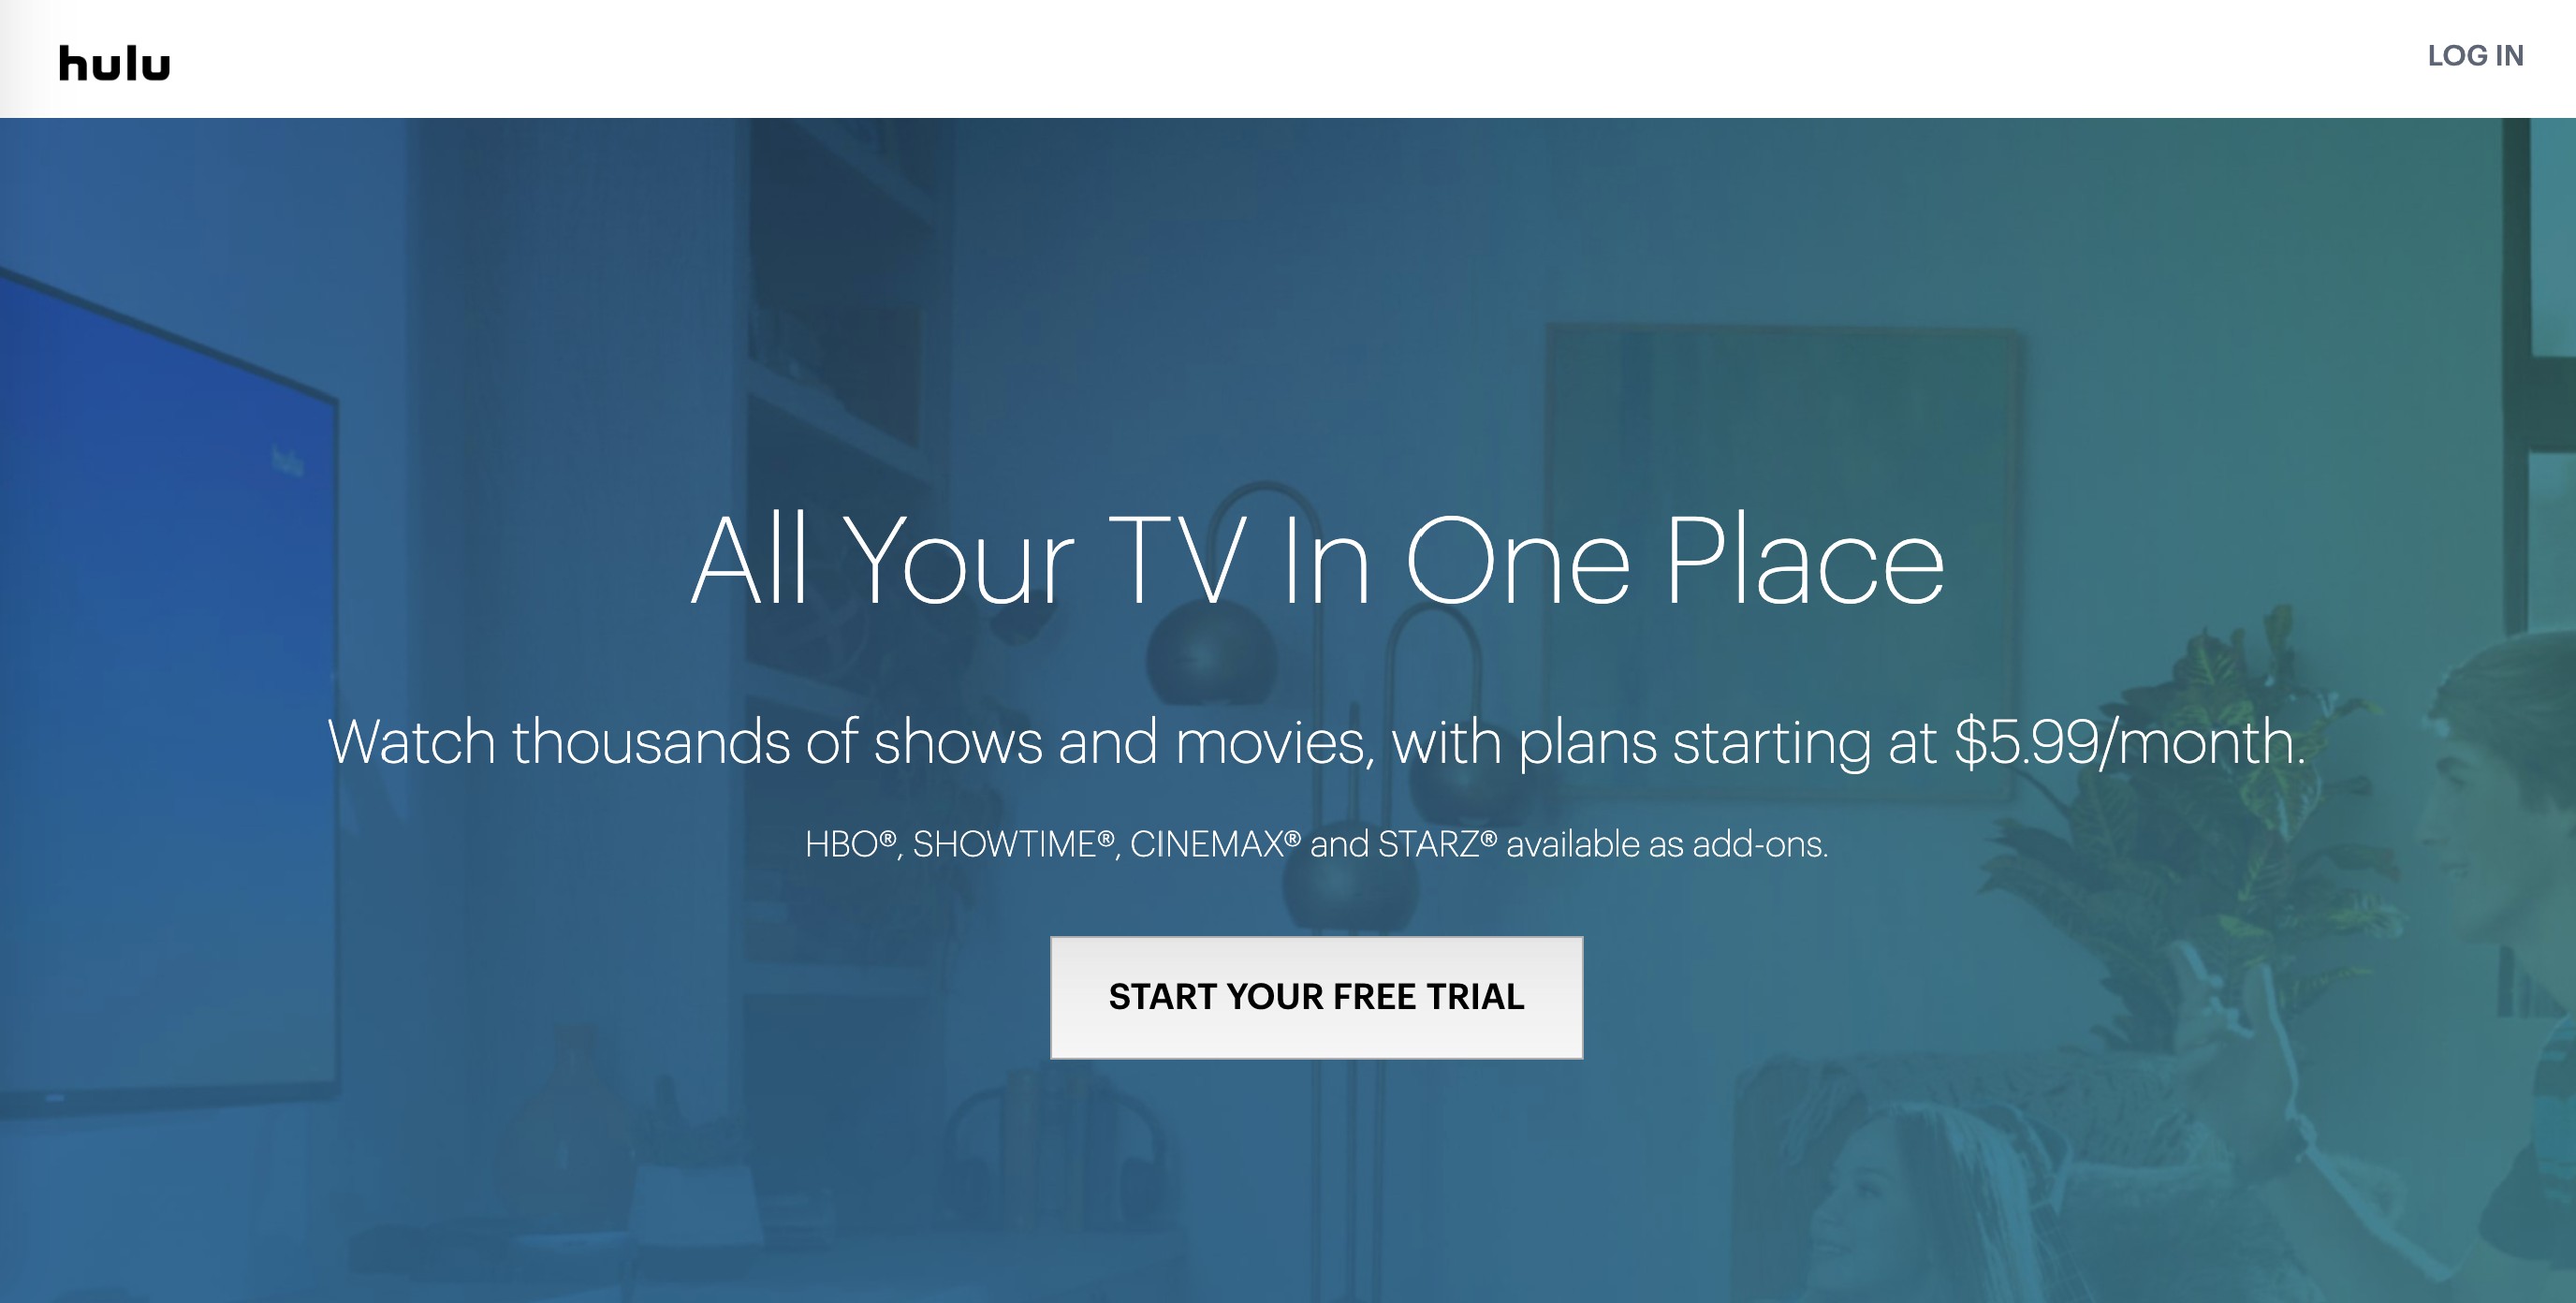 hulu
LOG IN
hulu
All Your TV In One Place
Watch thousands of shows and movies, with plans starting at $5.99/month.
HBO®, SHOWTIME®, CINEMAX® and STARZ® available as add-ons.
START YOUR FREE TRIAL